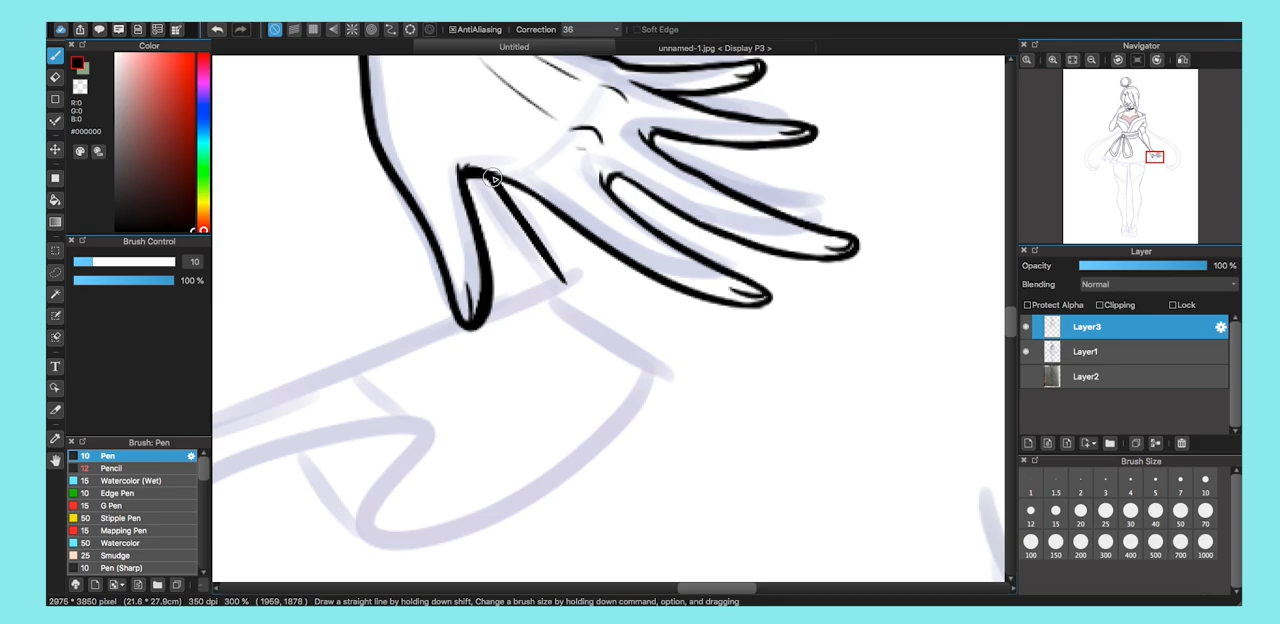 AntiAliasing Correction 36 Soft Edge
Color
Untitled
unnamed-1.jpg < Display P3 >
Navigator
R:0
G:0
B:0
#000000
Brush Control
10
100 %
Layer
Opacity 100 %
Blending Normal
Protect Alpha Clipping Lock
Layer3
Layer1
Layer2
T
Brush: Pen
10 Pen
12 Pencil
15 Watercolor (Wet)
10 Edge Pen
15 G Pen
50 Stipple Pen
15 Mapping Pen
50 Watercolor
25 Smudge
10 Pen (Sharp)
Brush Size
1 1.5 2 3 4 5 7 10
12 15 20 25 30 40 50 70
100 150 200 300 400 500 700 1000
2975 * 3850 pixel (21.6 * 27.9cm) 350 dpi 300 % ( 1959, 1878 ) Draw a straight line by holding down shift, Change a brush size by holding down command, option, and dragging